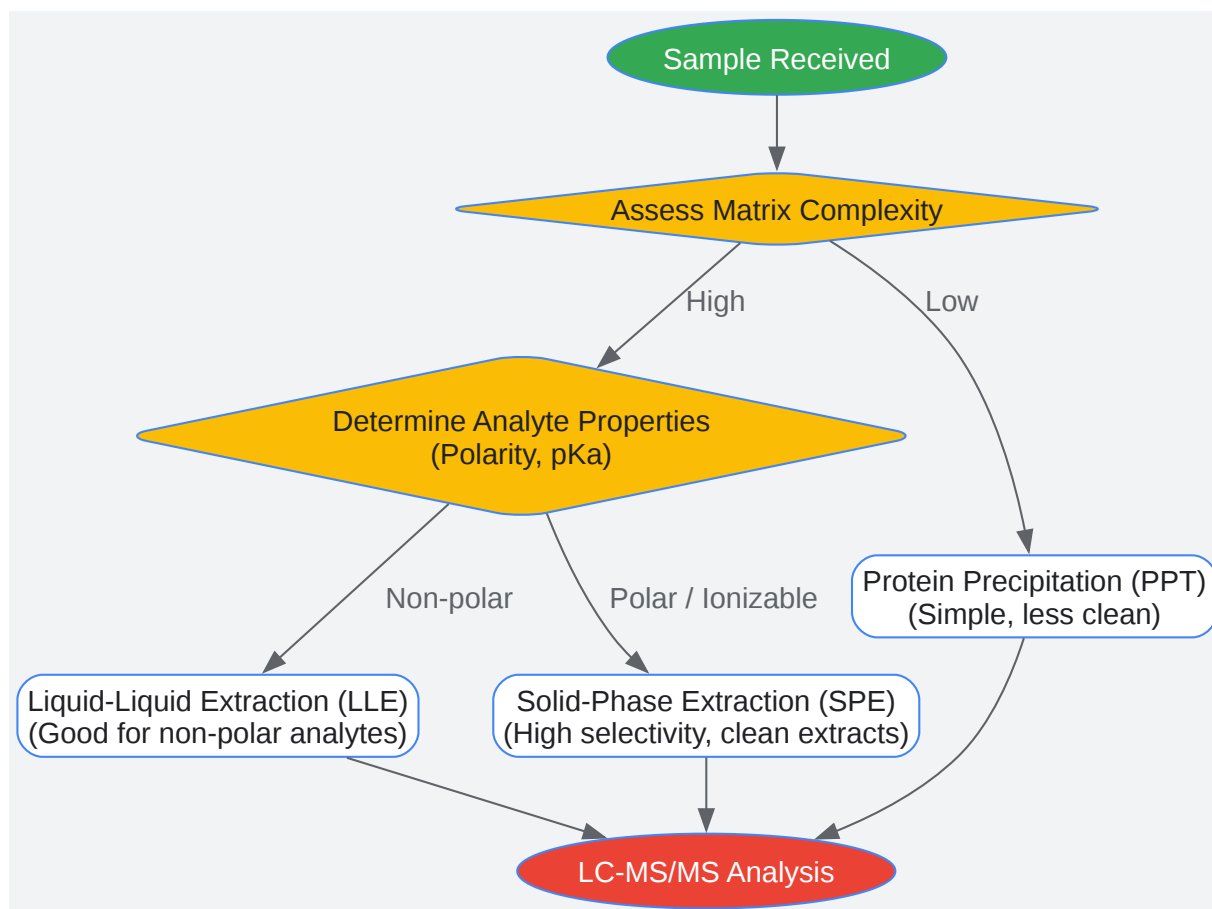 Sample Received
Assess Matrix Complexity
High
Low
Determine Analyte Properties
(Polarity, pKa)
Non-polar
Polar / Ionizable
Protein Precipitation (PPT)
(Simple, less clean)
Liquid-Liquid Extraction (LLE)
(Good for non-polar analytes)
Solid-Phase Extraction (SPE)
(High selectivity, clean extracts)
LC-MS/MS Analysis